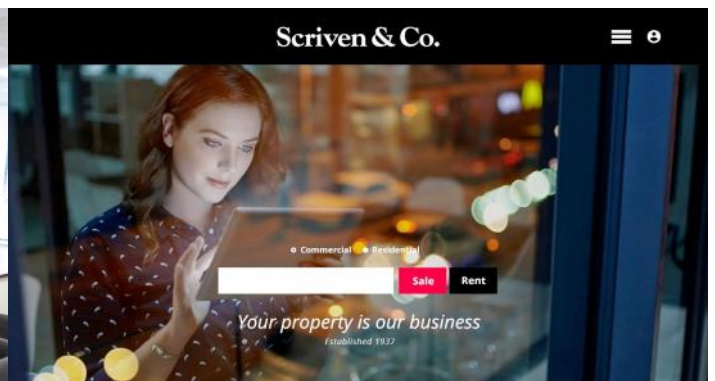 Scriven & Co.
Commercial Residential
Sale Rent
Your property is our business
Established 1937